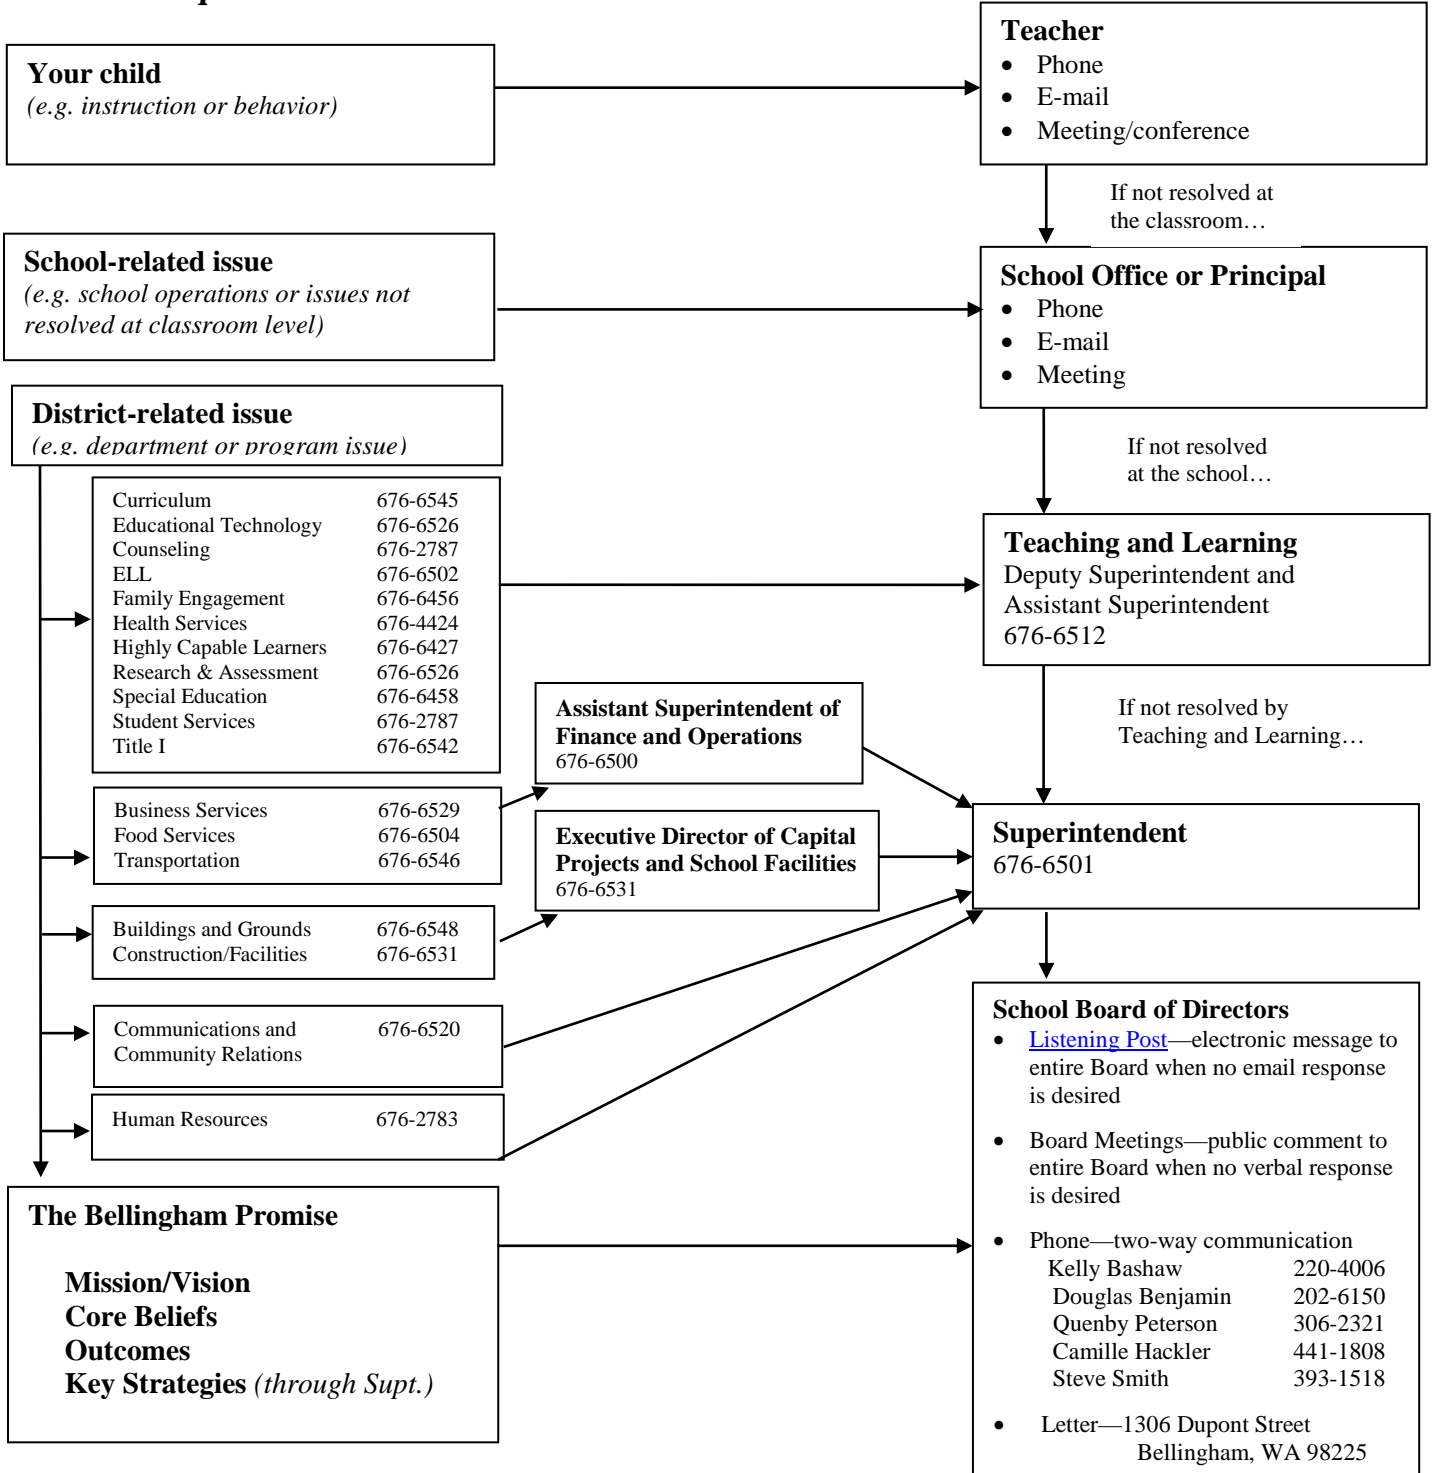 Your child
(e.g. instruction or behavior)
Teacher
• Phone
• E-mail
• Meeting/conference
If not resolved at
the classroom…
School-related issue
(e.g. school operations or issues not
resolved at classroom level)
School Office or Principal
• Phone
• E-mail
• Meeting
If not resolved
at the school…
District-related issue
(e.g. department or program issue)
Curriculum 676-6545
Educational Technology 676-6526
Counseling 676-2787
ELL 676-6502
Family Engagement 676-6456
Health Services 676-4424
Highly Capable Learners 676-6427
Research & Assessment 676-6526
Special Education 676-6458
Student Services 676-2787
Title I 676-6542
Teaching and Learning
Deputy Superintendent and
Assistant Superintendent
676-6512
If not resolved by
Teaching and Learning…
Assistant Superintendent of
Finance and Operations
676-6500
Business Services 676-6529
Food Services 676-6504
Transportation 676-6546
Executive Director of Capital
Projects and School Facilities
676-6531
Superintendent
676-6501
Buildings and Grounds 676-6548
Construction/Facilities 676-6531
Communications and 676-6520
Community Relations
Human Resources 676-2783
The Bellingham Promise
Mission/Vision
Core Beliefs
Outcomes
Key Strategies (through Supt.)
School Board of Directors
• Listening Post—electronic message to
entire Board when no email response
is desired
• Board Meetings—public comment to
entire Board when no verbal response
is desired
• Phone—two-way communication
Kelly Bashaw 220-4006
Douglas Benjamin 202-6150
Quenby Peterson 306-2321
Camille Hackler 441-1808
Steve Smith 393-1518
• Letter—1306 Dupont Street
Bellingham, WA 98225